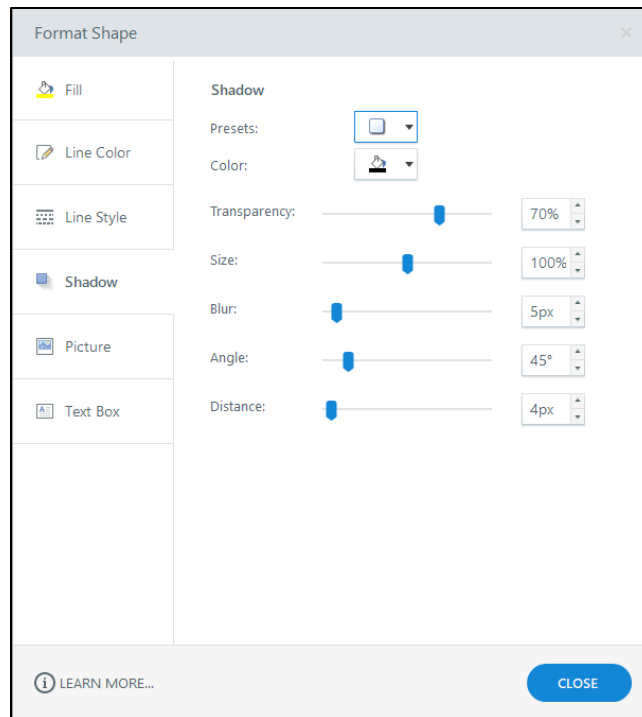 Format Shape
Fill
Line Color
Line Style
Shadow
Picture
Text Box
Shadow
Presets:
Color:
Transparency: 70%
Size: 100%
Blur: 5px
Angle: 45°
Distance: 4px
LEARN MORE...
CLOSE